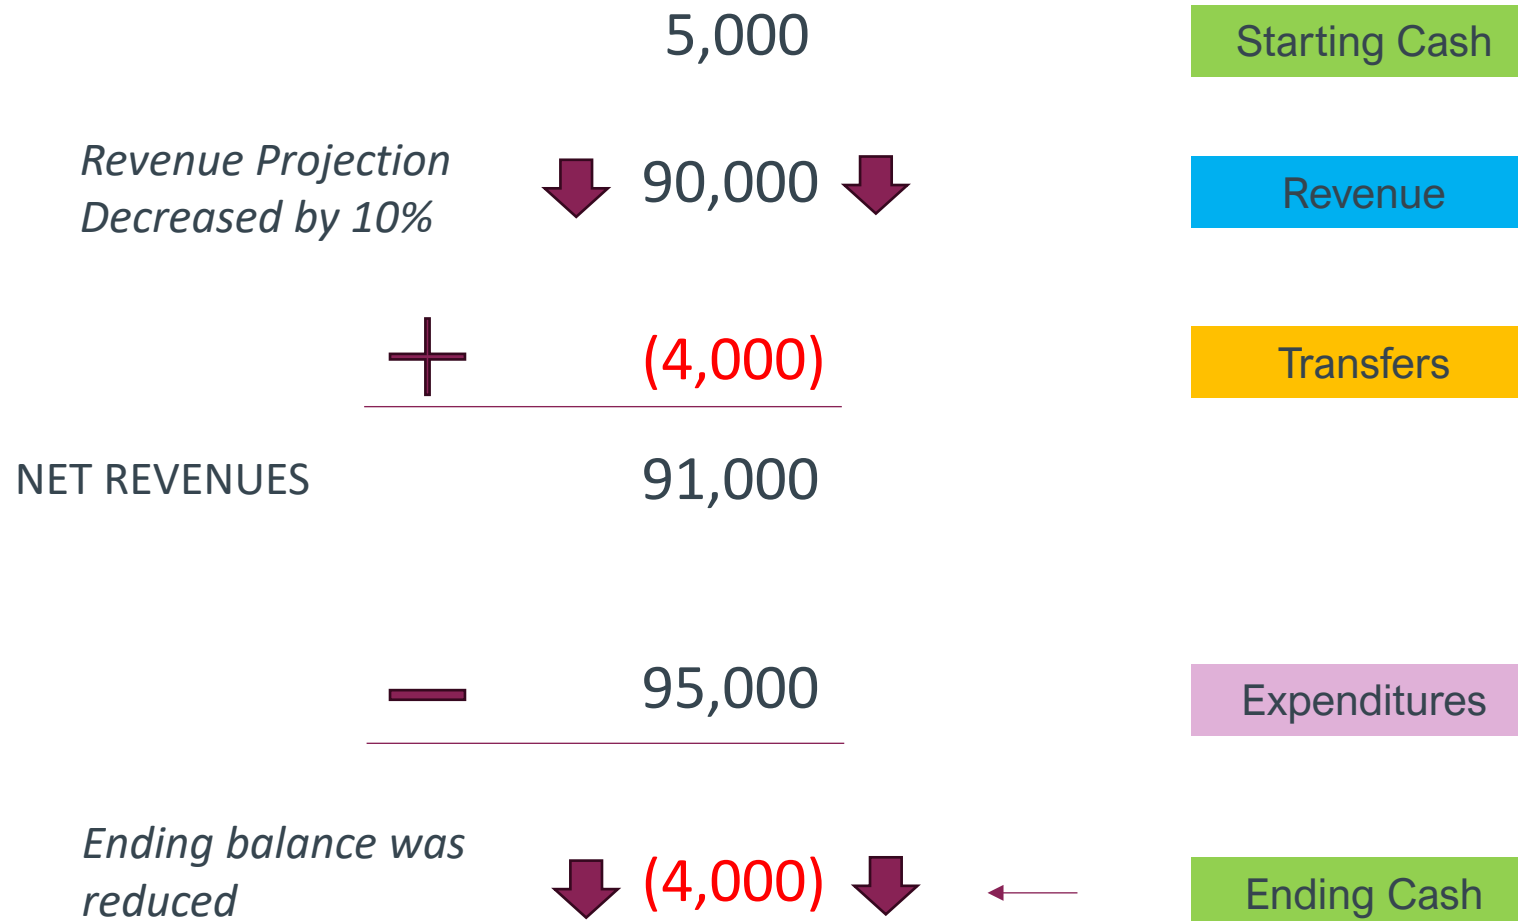 5,000
Starting Cash
Revenue Projection
Decreased by 10%
90,000
Revenue
(4,000)
Transfers
NET REVENUES
91,000
95,000
Expenditures
Ending balance was
reduced
(4,000)
Ending Cash